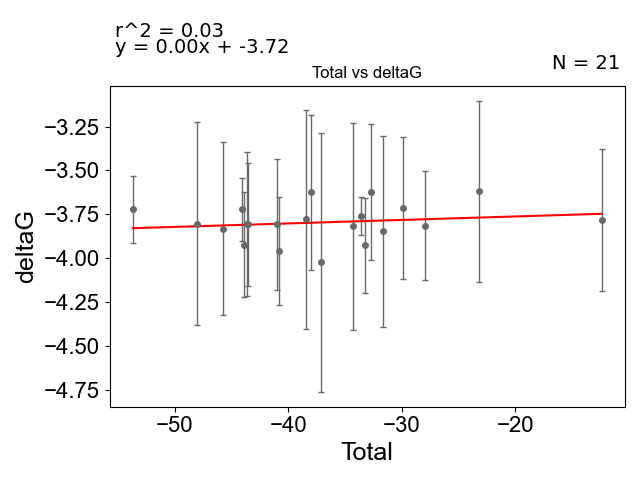 r^2 = 0.03
y = 0.00x + -3.72
N = 21
Total vs deltaG
−3.25
−3.50
−3.75
−4.00
−4.25
−4.50
−4.75
deltaG
−50 −40 −30 −20
Total